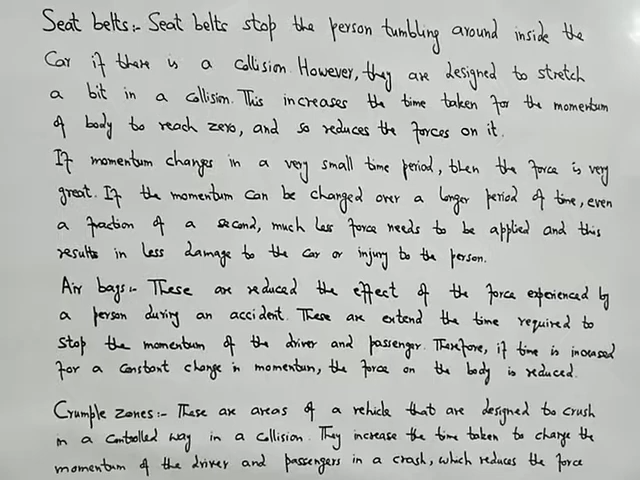 Seat belts:- Seat belts stop the person tumbling around inside the
Car if there is a collision. However, they are designed to stretch
a bit in a collision. This increases the time taken for the momentum
of body to reach zero, and so reduces the forces on it.
If momentum changes in a very small time period, then the force is very
great. If the momentum can be changed over a longer period of time, even
a fraction of a second, much less force needs to be applied and this
results in less damage to the car or injury to the person.
Air bags:- These are reduced the effect of the force experienced by
a person during an accident. These are extend the time required to
stop the momentum of the driver and passenger. Therefore, if time is increased
for a constant change in momentum, the force on the body is reduced.
Crumple zones:- These are areas of a vehicle that are designed to crush
in a controlled way in a collision. They increase the time taken to change the
momentum of the driver and passengers in a crash, which reduces the force